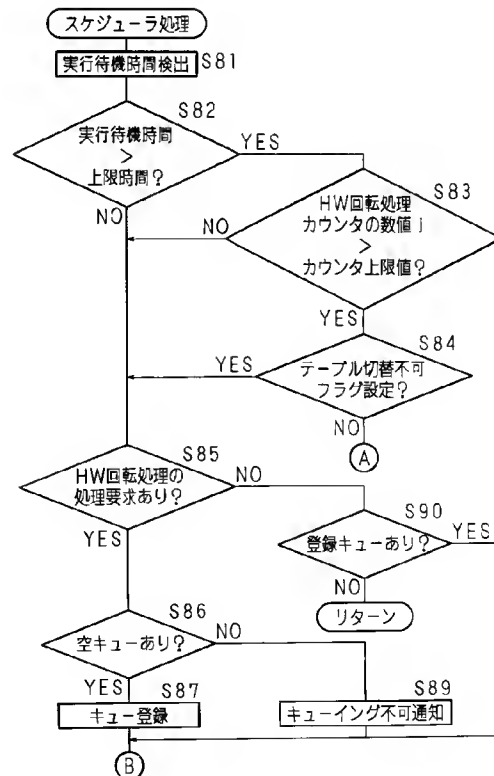 スケジューラ処理
実行待機時間検出 S81
S82
実行待機時間
>
上限時間?
YES
NO
S83
HW回転処理
カウンタの数値j
>
カウンタ上限値?
NO
YES
S84
テーブル切替不可
フラグ設定?
YES
NO
A
S85
HW回転処理の
処理要求あり?
NO
YES
S90
登録キューあり?
YES
NO
リターン
S86
空キューあり?
NO
YES
S87
キュー登録
S89
キューイング不可通知
B